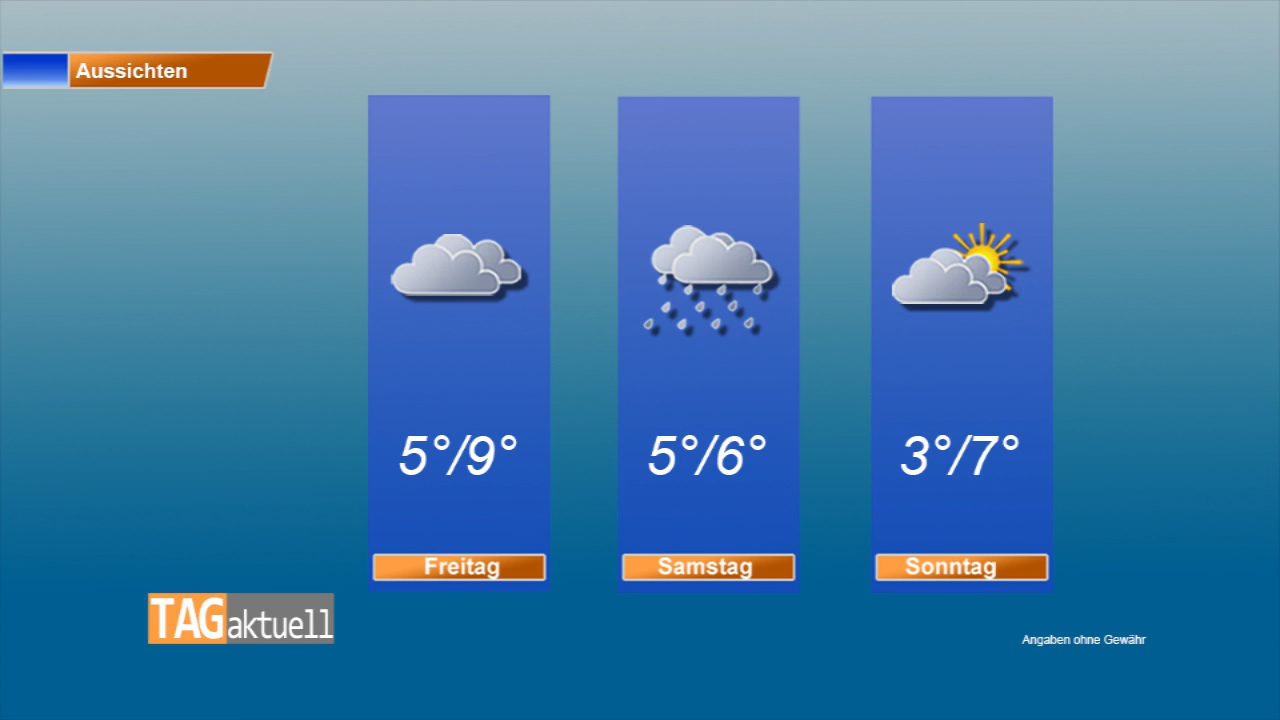 Aussichten
5°/9°
5°/6°
3°/7°
Freitag
Samstag
Sonntag
TAGaktuell
Angaben ohne Gewähr